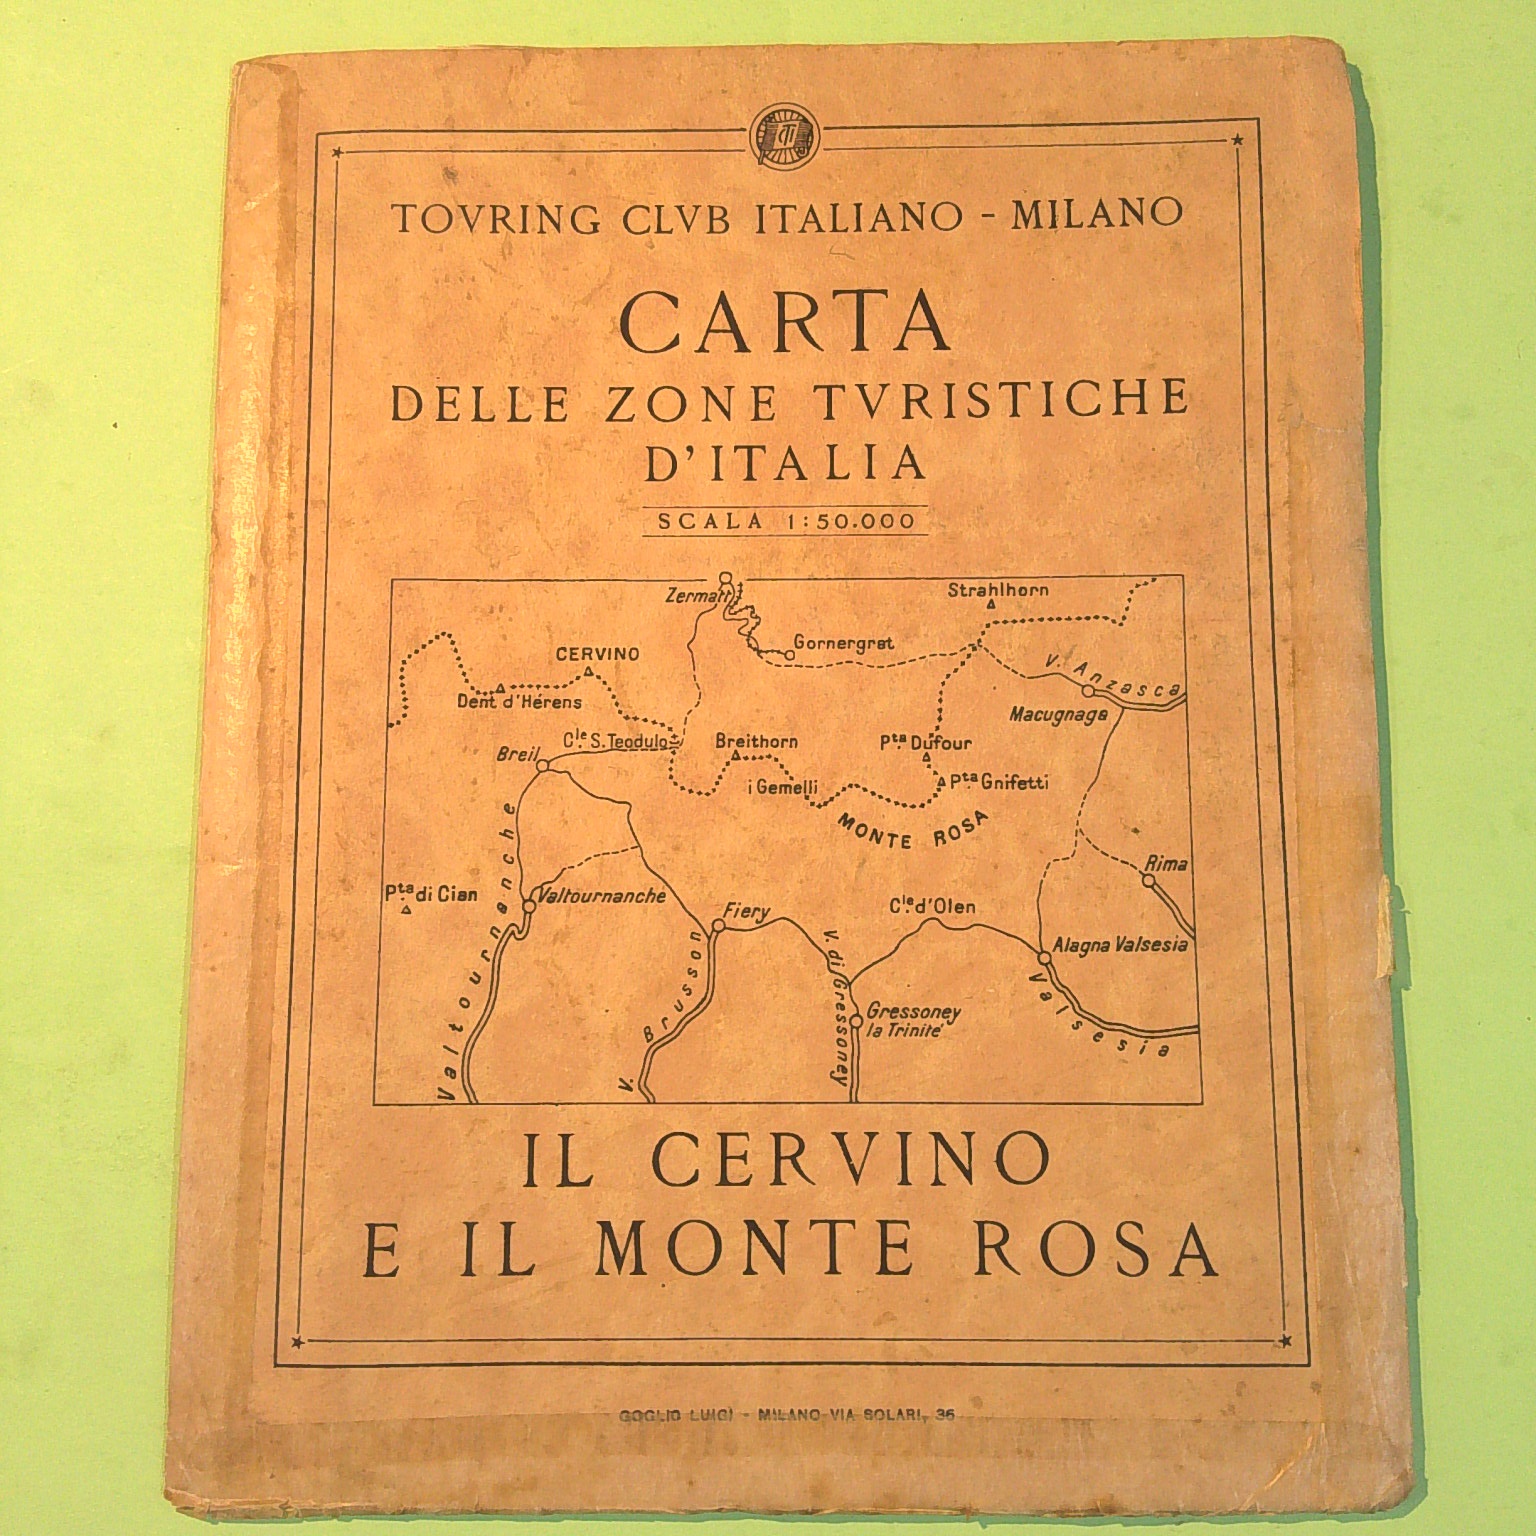 CTI
TOVRING CLVB ITALIANO - MILANO
CARTA
DELLE ZONE TVRISTICHE
D'ITALIA
SCALA 1:50.000
Zermatt
Strahlhorn
Gornergrat
CERVINO
V. Anzasca
Dent d'Hérens
Macugnaga
Cle S. Teodulo
Breithorn
Pta Dufour
Breil
i Gemelli
Pta Gnifetti
MONTE ROSA
Rima
Pta di Cian
Valtournanche
Fiery
Cle d'Olen
Alagna Valsesia
Valtournanche
V. Brusson
V. di Gressoney
Gressoney
la Trinité
Valsesia
IL CERVINO
E IL MONTE ROSA
GOGLIO LUIGI - MILANO - VIA SOLARI, 36